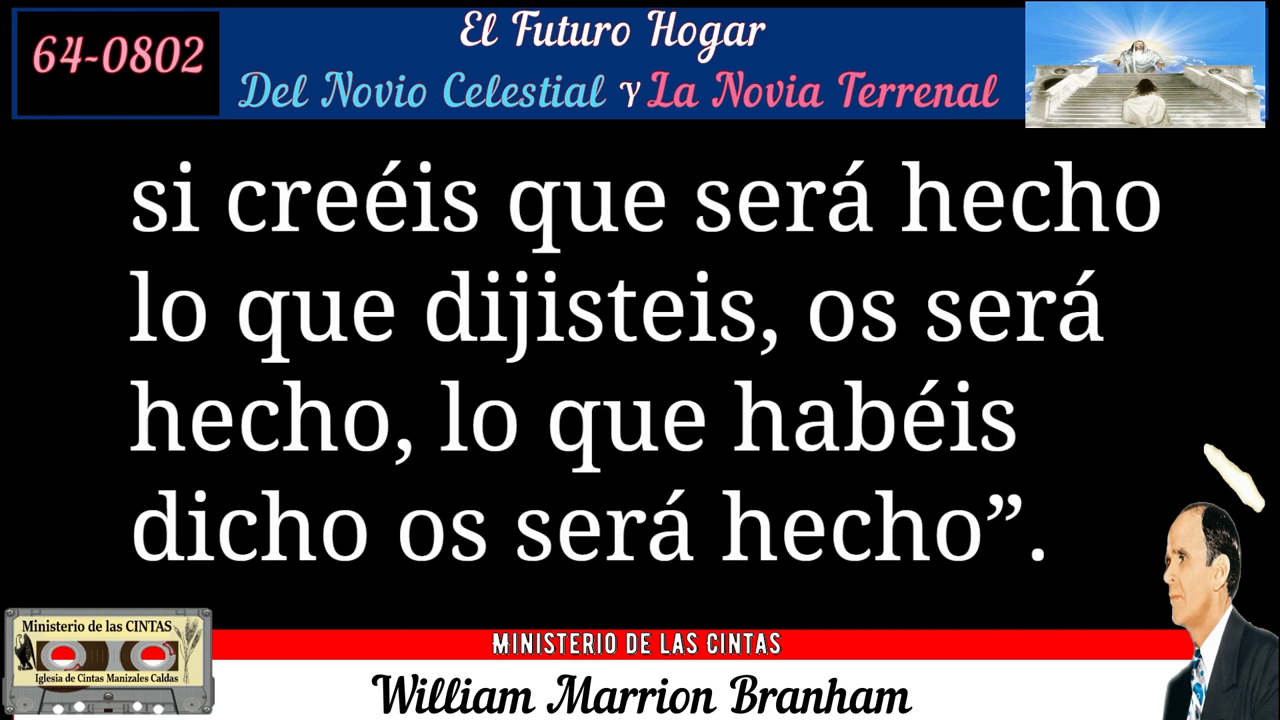 64-0802
El Futuro Hogar
Del Novio Celestial Y La Novia Terrenal
si creéis que será hecho
lo que dijisteis, os será
hecho, lo que habéis
dicho os será hecho”.
Ministerio de las CINTAS
Iglesia de Cintas Manizales Caldas
MINISTERIO DE LAS CINTAS
William Marrion Branham